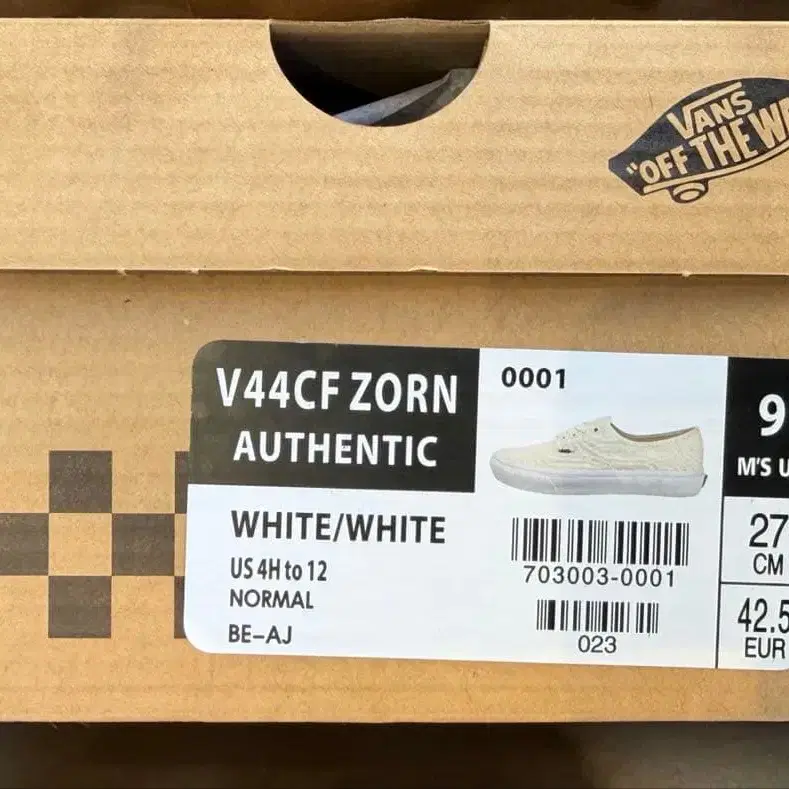 VANS
"OFF THE
V44CF ZORN
AUTHENTIC
0001
WHITE/WHITE
US 4H to 12
NORMAL
BE-AJ
703003-0001
023
9
M'S U
27
CM
42.5
EUR